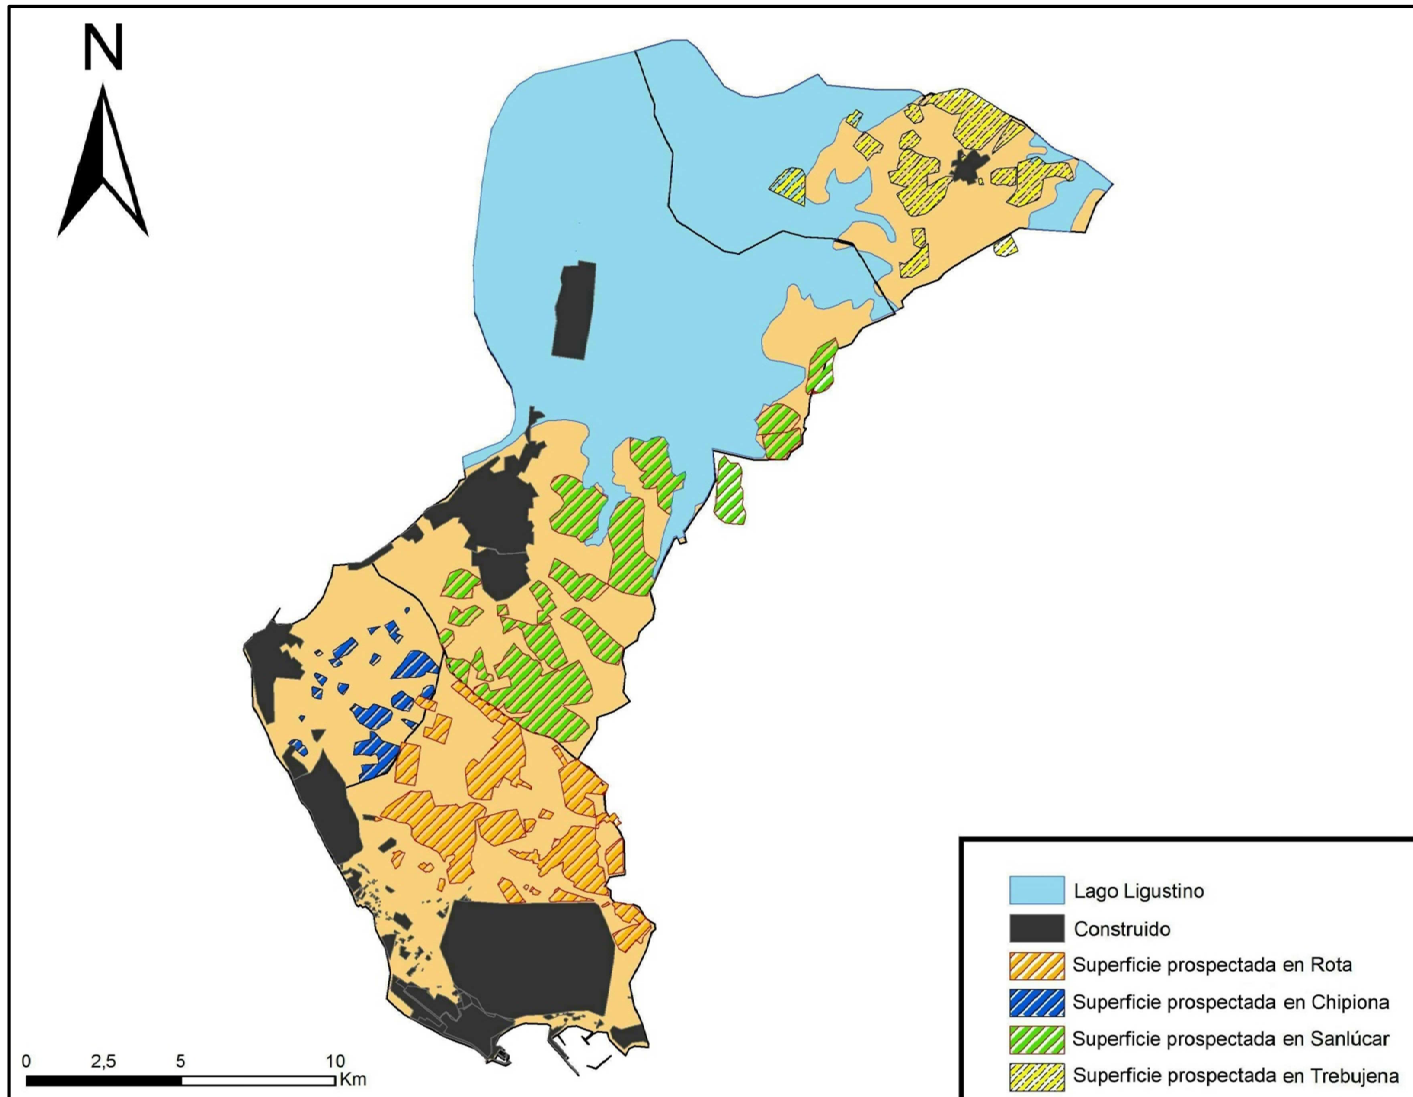 N
Lago Ligustino
Construido
Superficie prospectada en Rota
Superficie prospectada en Chipiona
Superficie prospectada en Sanlúcar
Superficie prospectada en Trebujena
0 2,5 5 10
Km